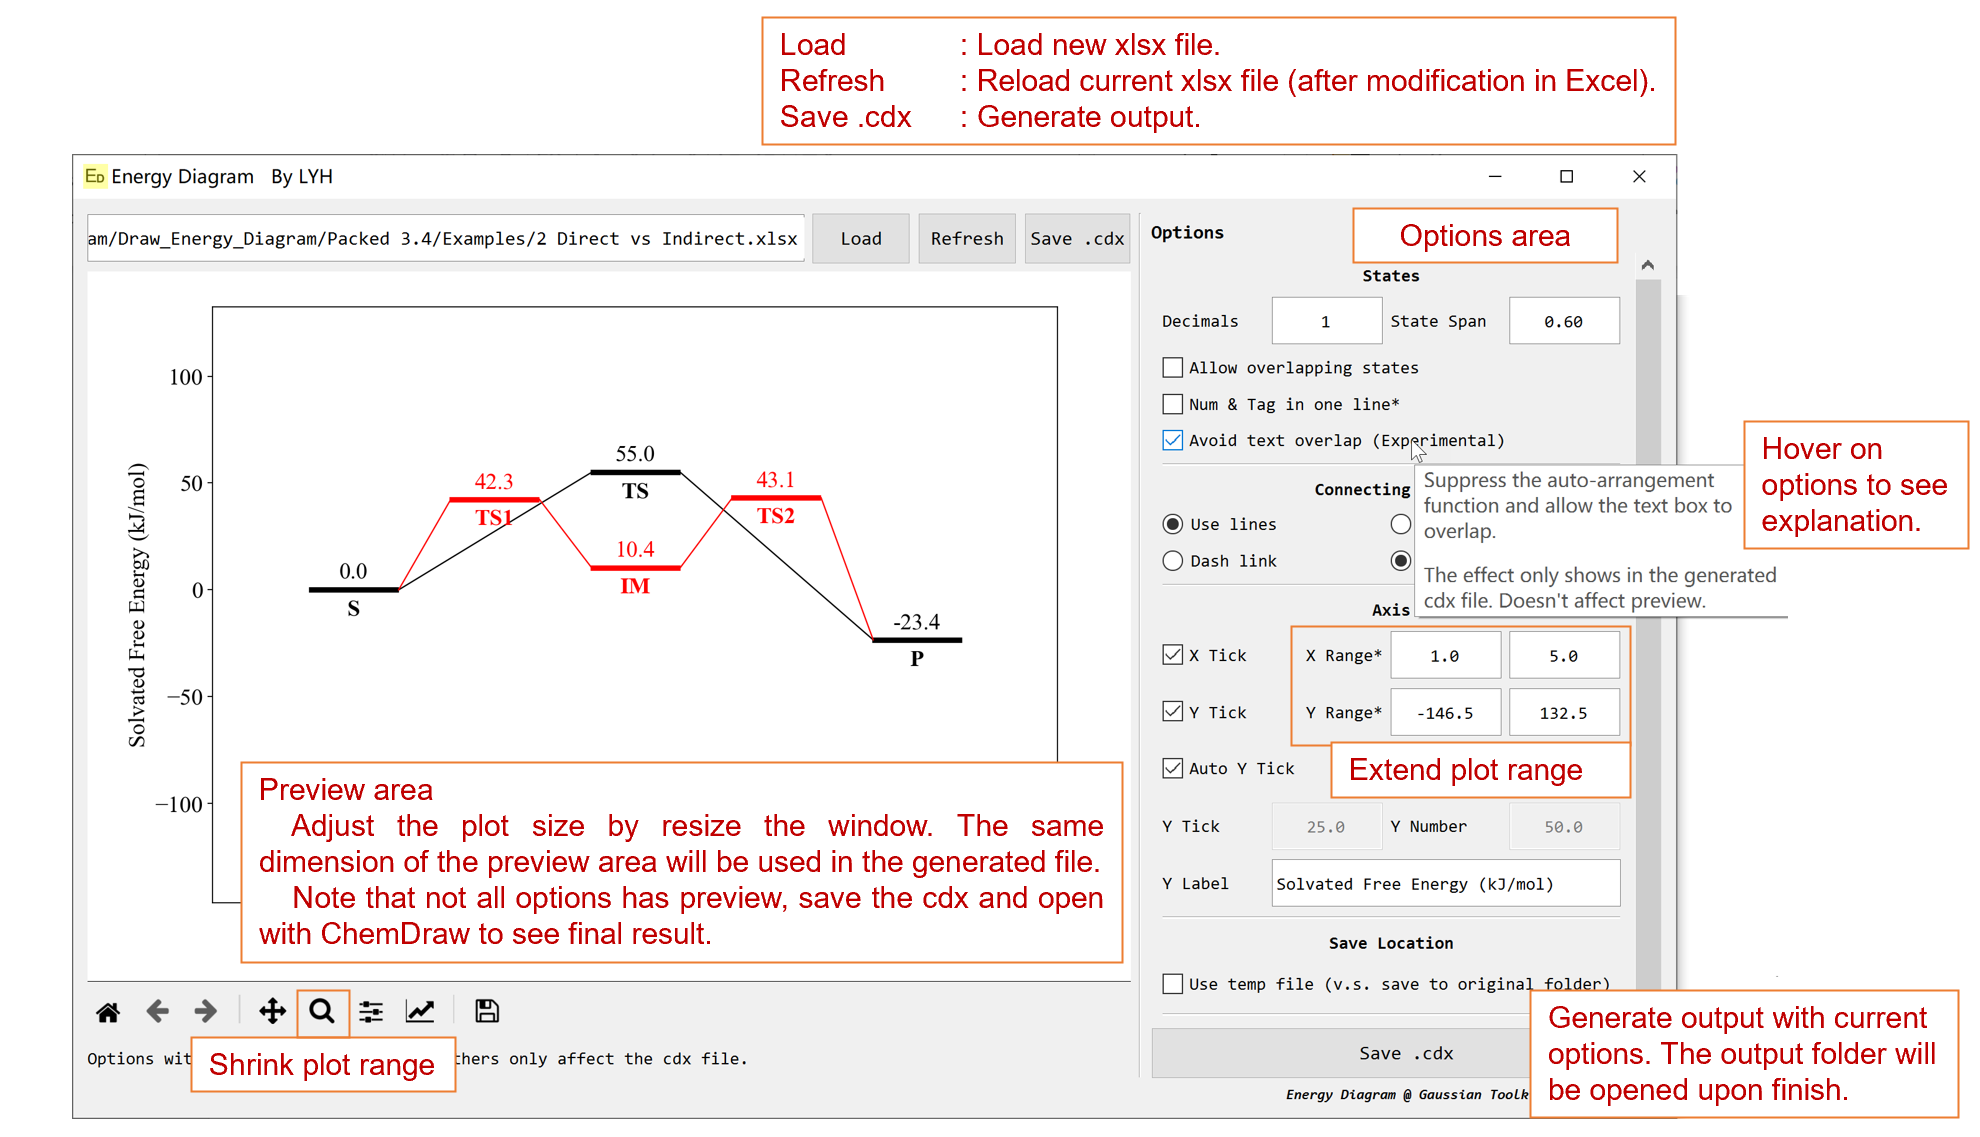 Load : Load new xlsx file.
Refresh : Reload current xlsx file (after modification in Excel).
Save .cdx : Generate output.
ED Energy Diagram By LYH
am/Draw_Energy_Diagram/Packed 3.4/Examples/2 Direct vs Indirect.xlsx
Load
Refresh
Save .cdx
Options
Options area
States
Decimals 1 State Span 0.60
Allow overlapping states
Num & Tag in one line*
Avoid text overlap (Experimental)
Hover on
options to see
explanation.
Suppress the auto-arrangement
function and allow the text box to
overlap.
The effect only shows in the generated
cdx file. Doesn't affect preview.
Connecting
Use lines
Dash link
Axis
X Tick X Range* 1.0 5.0
Y Tick Y Range* -146.5 132.5
Auto Y Tick
Extend plot range
Y Tick 25.0 Y Number 50.0
Y Label Solvated Free Energy (kJ/mol)
Save Location
Use temp file (v.s. save to original folder)
Save .cdx
Energy Diagram @ Gaussian Toolk
Generate output with current
options. The output folder will
be opened upon finish.
Solvated Free Energy (kJ/mol)
100
50
0
−50
−100
0.0
S
42.3
TS1
55.0
TS
10.4
IM
43.1
TS2
-23.4
P
Preview area
Adjust the plot size by resize the window. The same
dimension of the preview area will be used in the generated file.
Note that not all options has preview, save the cdx and open
with ChemDraw to see final result.
Shrink plot range
Options wit
hers only affect the cdx file.